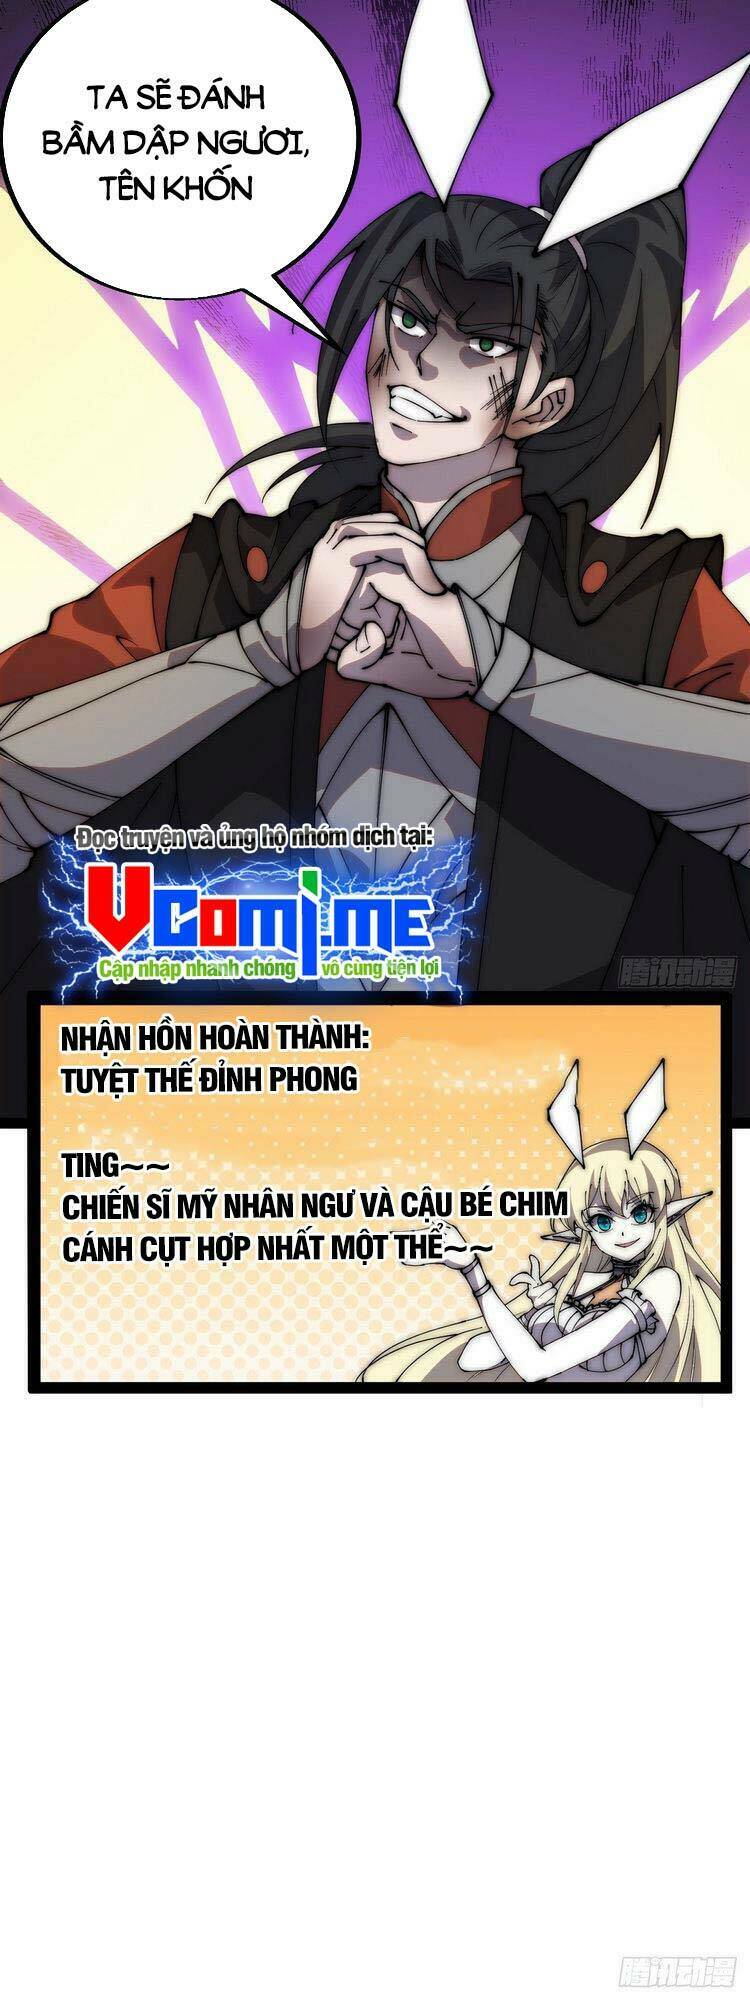 TA SẼ ĐÁNH
BẦM DẬP NGƯƠI,
TÊN KHỐN
Đọc truyện và ủng hộ nhóm dịch tại:
VComi.me
Cập nhập nhanh chóng vô cùng tiện lợi
腾讯动漫
NHẬN HỒN HOÀN THÀNH:
TUYỆT THẾ ĐỈNH PHONG
TING~~
CHIẾN SĨ MỸ NHÂN NGƯ VÀ CẬU BÉ CHIM
CÁNH CỤT HỢP NHẤT MỘT THỂ~~
腾讯动漫